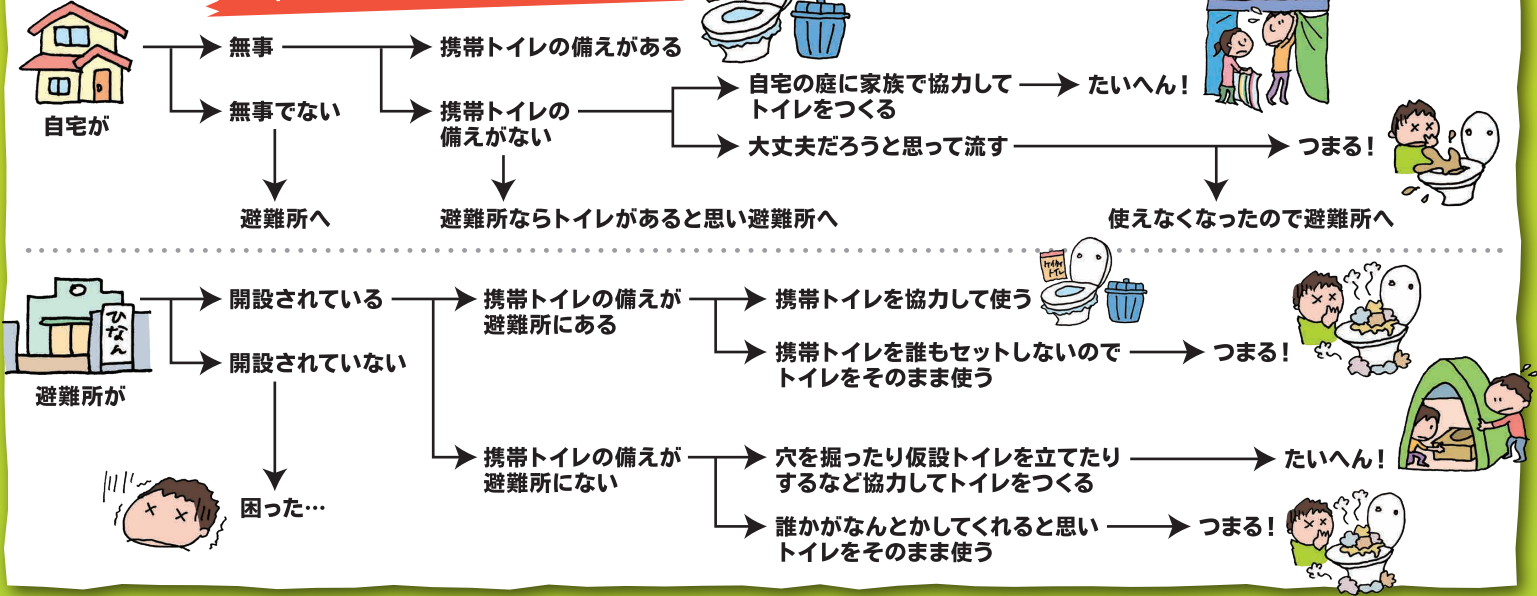 自宅が
無事
無事でない
避難所へ
携帯トイレの備えがある
携帯トイレの
備えがない
避難所ならトイレがあると思い避難所へ
自宅の庭に家族で協力して
トイレをつくる
たいへん！
大丈夫だろうと思って流す
つまる！
使えなくなったので避難所へ
ひなん
避難所が
開設されている
開設されていない
困った…
携帯トイレの備えが
避難所にある
携帯トイレを協力して使う
ケイタイ
トイレ
携帯トイレを誰もセットしないので
トイレをそのまま使う
つまる！
携帯トイレの備えが
避難所にない
穴を掘ったり仮設トイレを立てたり
するなど協力してトイレをつくる
たいへん！
誰かがなんとかしてくれると思い
トイレをそのまま使う
つまる！